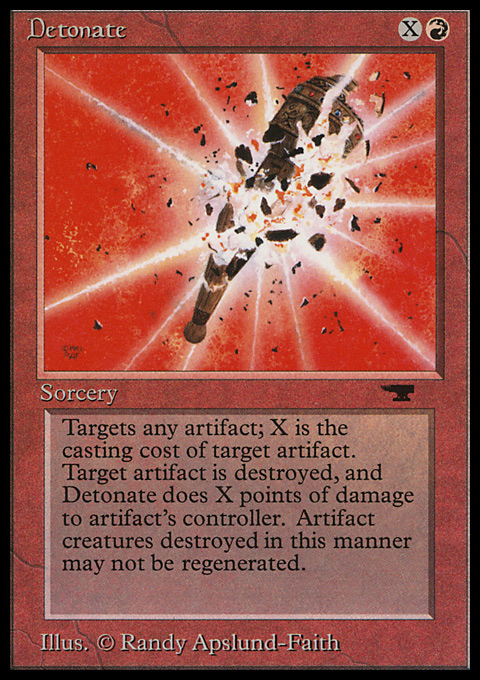 Detonate X
Sorcery
Targets any artifact; X is the
casting cost of target artifact.
Target artifact is destroyed, and
Detonate does X points of damage
to artifact's controller. Artifact
creatures destroyed in this manner
may not be regenerated.
Illus. © Randy Apslund-Faith